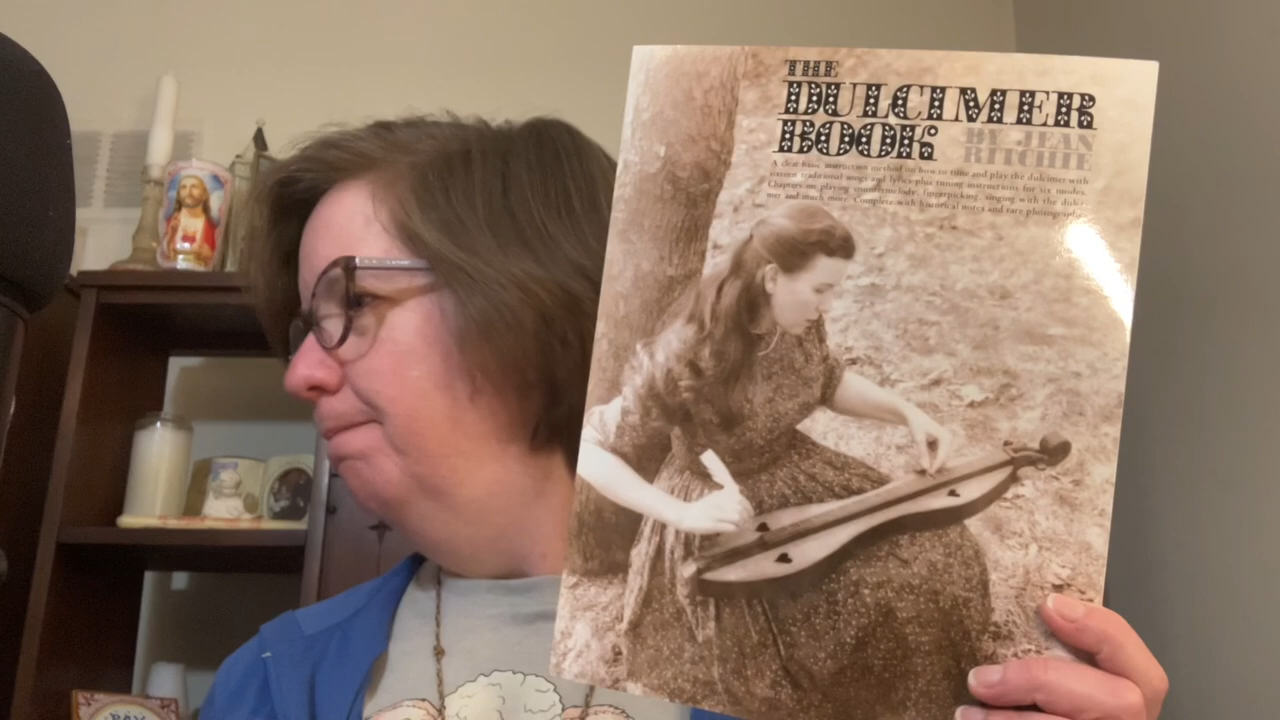 THE
DULCIMER
BOOK
BY JEAN
RITCHIE
A clear basic instruction method on how to tune and play the dulcimer with
sixteen traditional songs and lyrics plus tuning instructions for six modes.
Chapters on playing countermelody, fingerpicking, singing with the dulci-
mer and much more. Complete with historical notes and rare photographs.